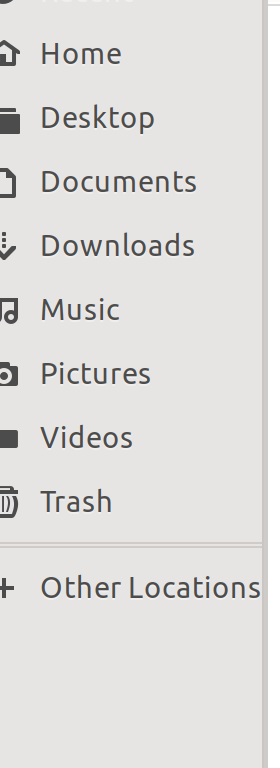 Home
Desktop
Documents
Downloads
Music
Pictures
Videos
Trash
Other Locations